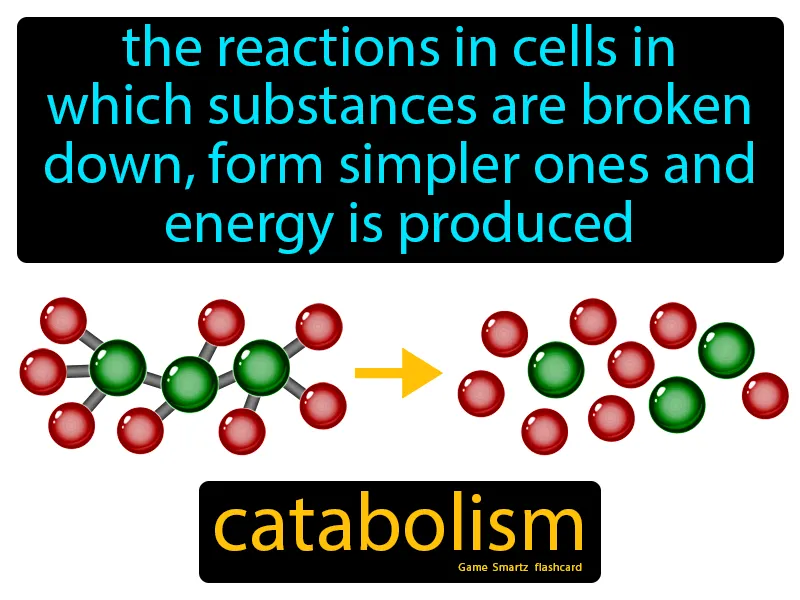 the reactions in cells in
which substances are broken
down, form simpler ones and
energy is produced
catabolism
Game Smartz flashcard